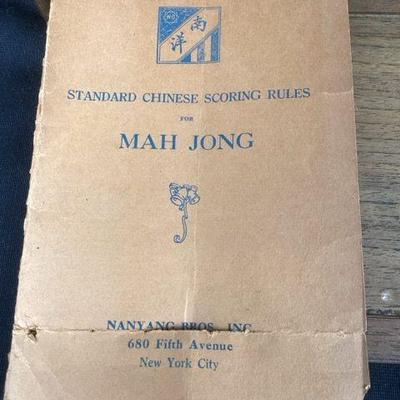 南
洋
STANDARD CHINESE SCORING RULES
FOR
MAH JONG
NANYANG BROS., INC.
680 Fifth Avenue
New York City